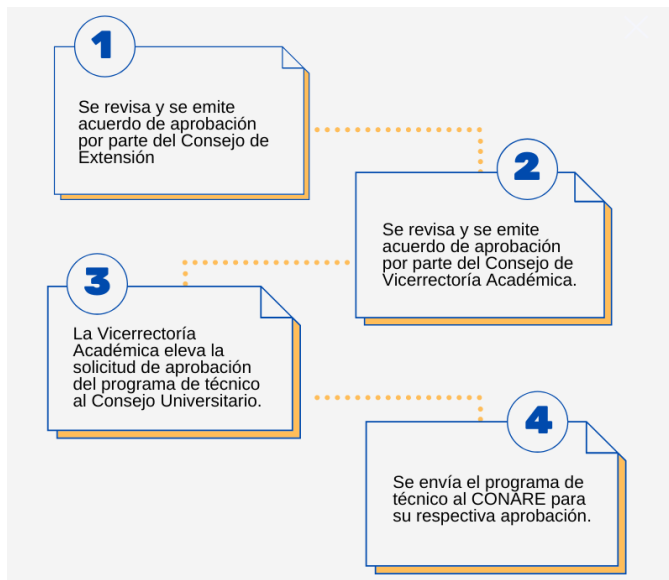 1
Se revisa y se emite
acuerdo de aprobación
por parte del Consejo de
Extensión
2
Se revisa y se emite
acuerdo de aprobación
por parte del Consejo de
Vicerrectoría Académica.
3
La Vicerrectoría
Académica eleva la
solicitud de aprobación
del programa de técnico
al Consejo Universitario.
4
Se envía el programa de
técnico al CONARE para
su respectiva aprobación.